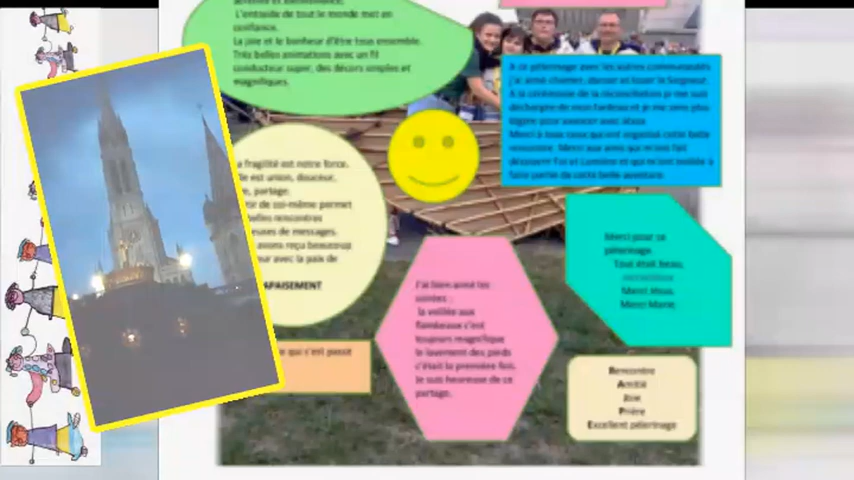 L'entraide de tout le monde met en
confiance.
La joie et le bonheur d'être tous ensemble.
Très belles animations avec un fil
conducteur super, des décors simples et
magnifiques.
A ce pèlerinage avec les autres communautés
j'ai aimé chanter, danser et louer le Seigneur.
A la cérémonie de la réconciliation je me suis
déchargée de mon fardeau et je me sens plus
légère pour avancer avec
Merci à tous ceux qui ont organisé cette belle
rencontre. Merci aux amis qui m'ont fait
découvrir Foi et Lumière et qui m'ont invitée à
faire partie de cette belle aventure.
a fragilité est notre force.
lle est union, douceur,
partage.
tir de soi-même permet
belles rencontres
euses de messages.
avons reçu beaucoup
ur avec la paix de
APAISEMENT
Merci pour ce
pèlerinage.
Tout était beau,
Merci Jésus,
Merci Marie.
J'ai bien aimé les
soirées :
la veillée aux
flambeaux c'est
toujours magnifique
le lavement des pieds
c'était la première fois.
Je suis heureuse de ce
partage.
e qui s'est passé
Rencontre
Amitié
Joie
Prière
Excellent pèlerinage